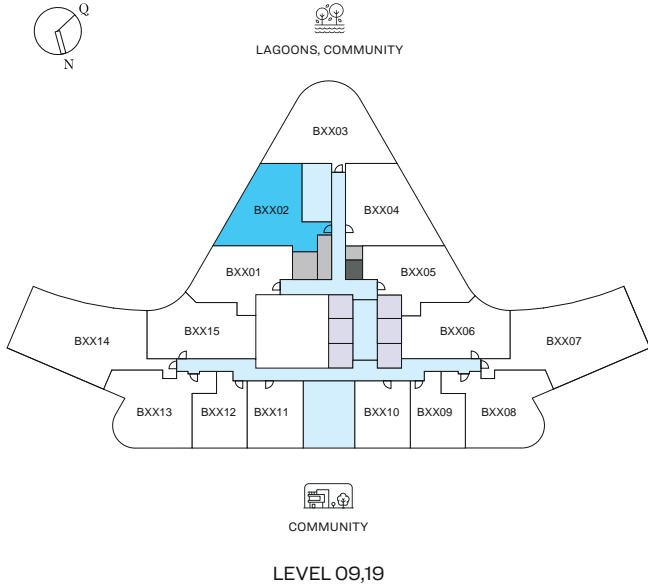 Q
N
LAGOONS, COMMUNITY
BXX03
BXX02
BXX04
BXX01
BXX05
BXX14
BXX15
BXX06
BXX07
BXX13
BXX12
BXX11
BXX10
BXX09
BXX08
COMMUNITY
LEVEL 09,19